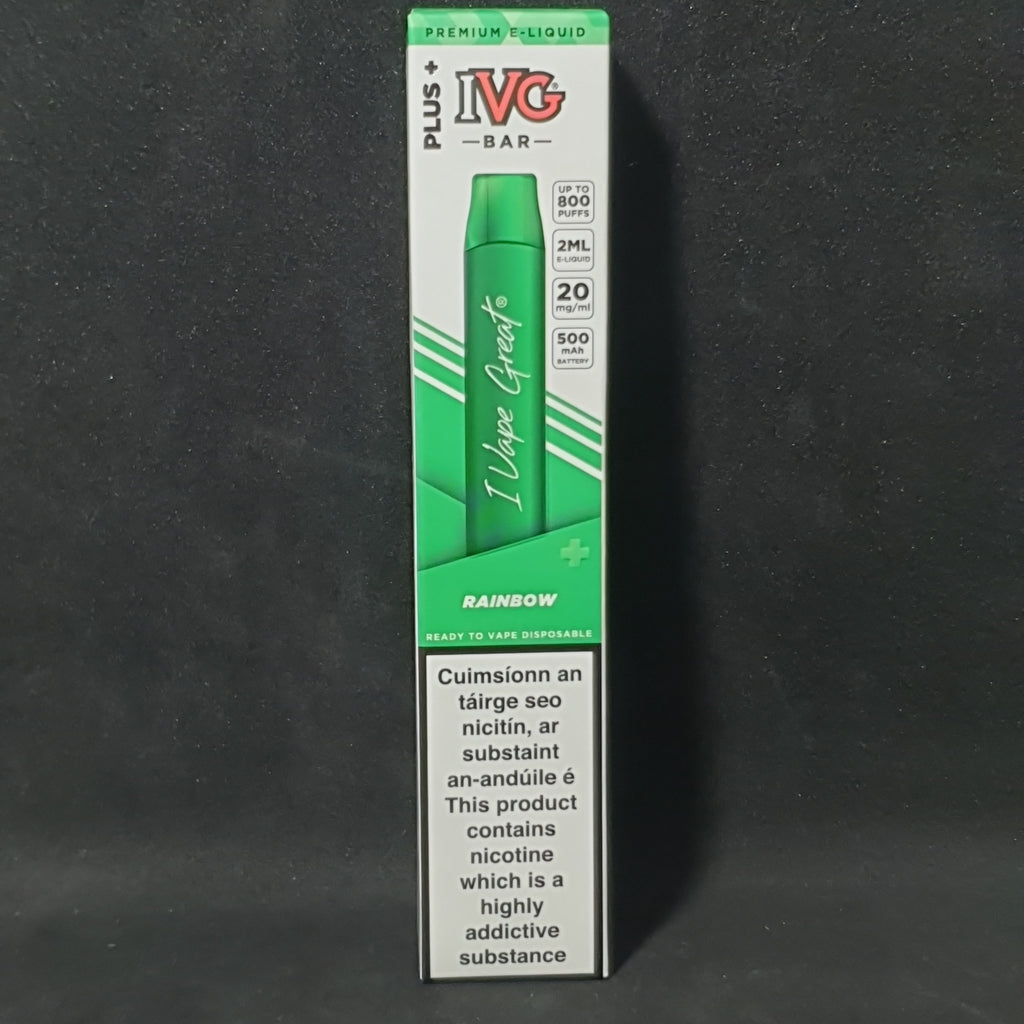 PREMIUM E-LIQUID
PLUS +
IVG®
BAR
UP TO
800
PUFFS
2ML
E-LIQUID
20
mg/ml
500
mAh
BATTERY
I Vape Great®
RAINBOW
READY TO VAPE DISPOSABLE
Cuimsíonn an
táirge seo
nicitín, ar
substaint
an-andúile é
This product
contains
nicotine
which is a
highly
addictive
substance